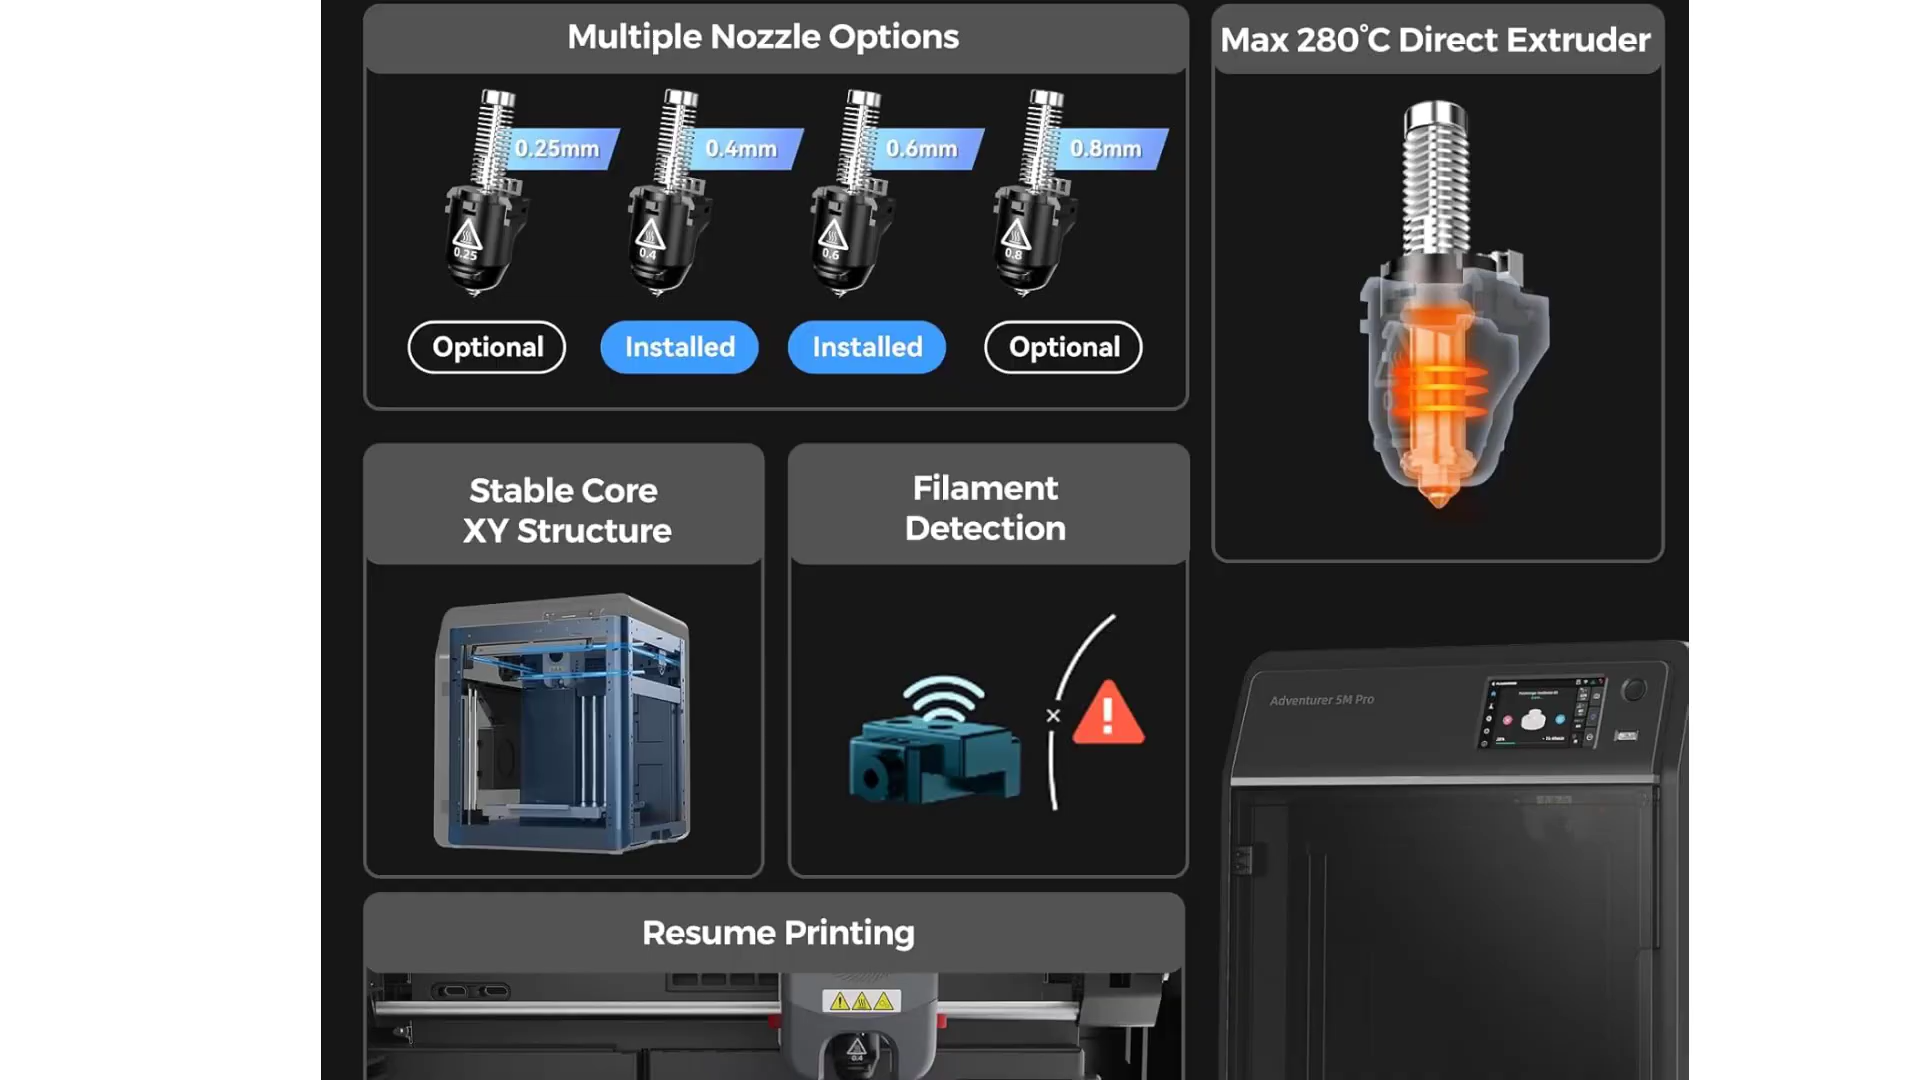 Multiple Nozzle Options
0.25mm
0.4mm
0.6mm
0.8mm
0.25
0.4
0.6
0.8
Optional
Installed
Installed
Optional
Max 280°C Direct Extruder
Stable Core
XY Structure
Filament
Detection
Adventurer 5M Pro
Resume Printing
0.4